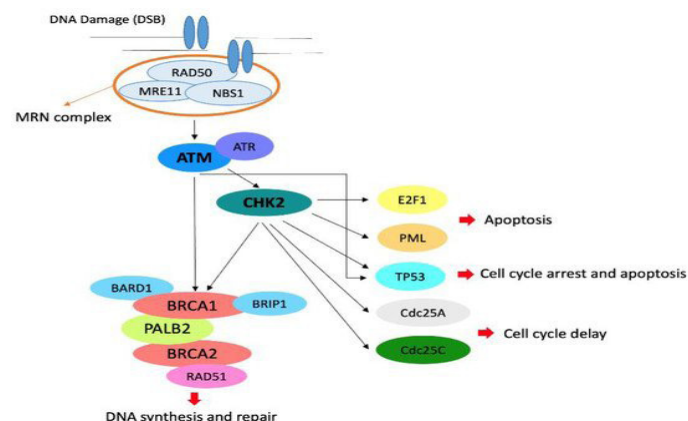 DNA Damage (DSB)
RAD50
MRE11
NBS1
MRN complex
ATM
ATR
CHK2
E2F1
Apoptosis
PML
TP53
Cell cycle arrest and apoptosis
BARD1
BRCA1
BRIP1
Cdc25A
PALB2
Cell cycle delay
Cdc25C
BRCA2
RAD51
DNA synthesis and repair